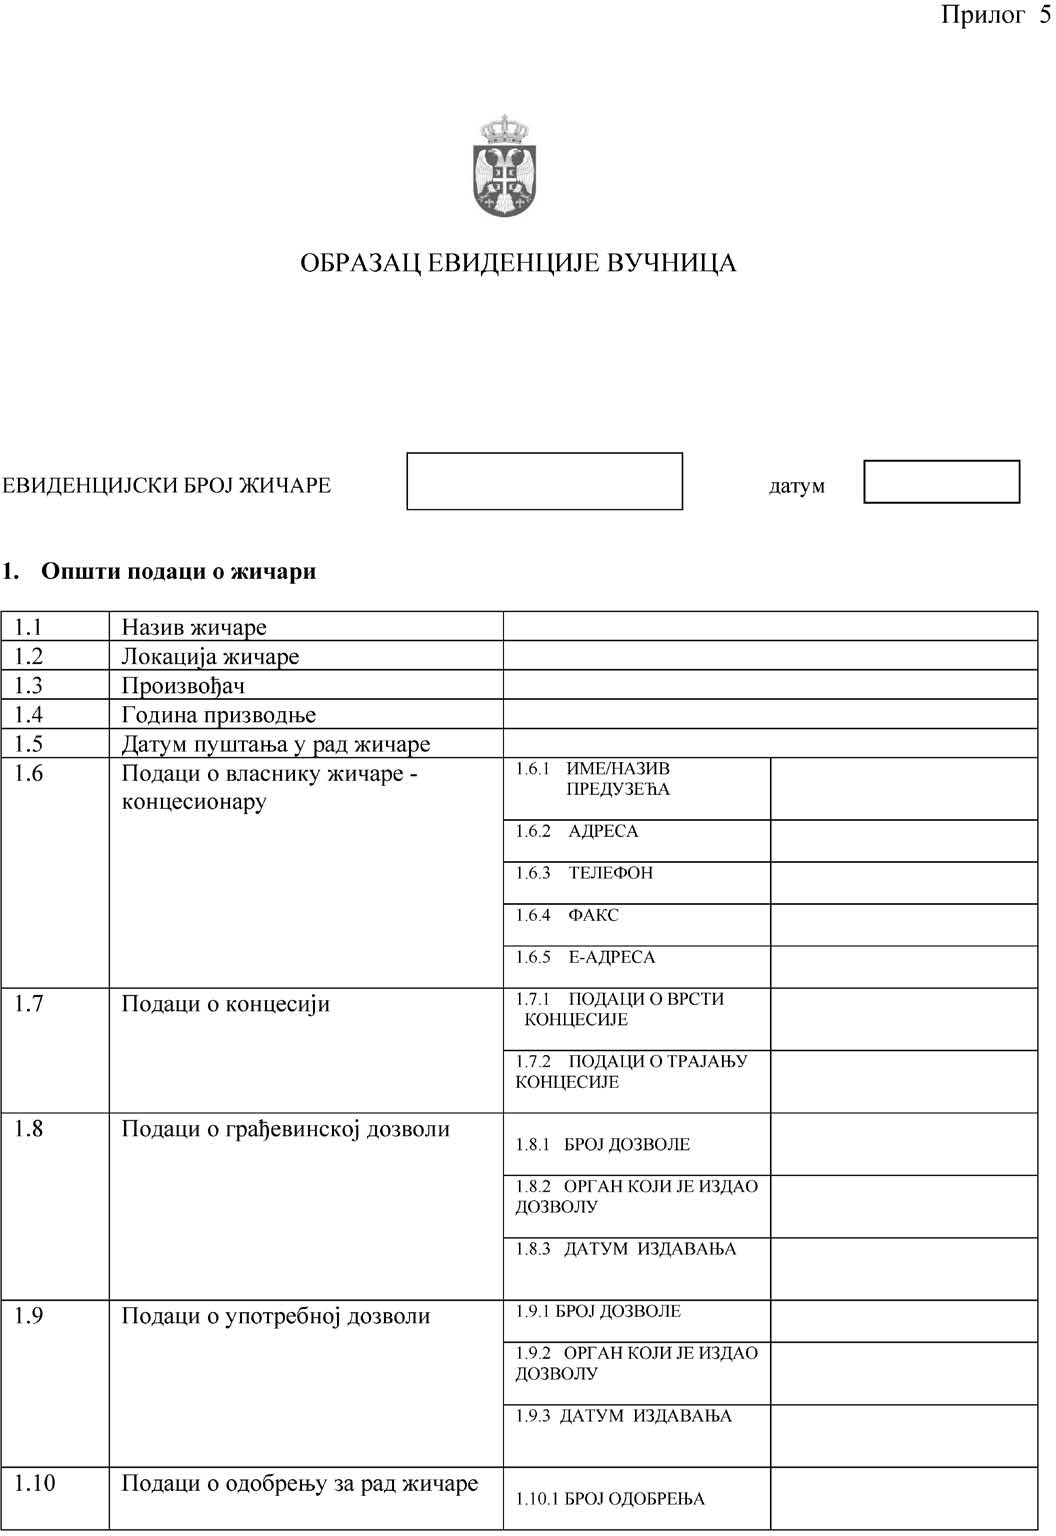 Прилог 5
ОБРАЗАЦ ЕВИДЕНЦИЈЕ ВУЧНИЦА
ЕВИДЕНЦИЈСКИ БРОЈ ЖИЧАРЕ датум
1. Општи подаци о жичари
1.1 Назив жичаре
1.2 Локација жичаре
1.3 Произвођач
1.4 Година призводње
1.5 Датум пуштања у рад жичаре
1.6 Подаци о власнику жичаре -
концесионару
1.6.1 ИМЕ/НАЗИВ
ПРЕДУЗЕЋА
1.6.2 АДРЕСА
1.6.3 ТЕЛЕФОН
1.6.4 ФАКС
1.6.5 Е-АДРЕСА
1.7 Подаци о концесији
1.7.1 ПОДАЦИ О ВРСТИ
КОНЦЕСИЈЕ
1.7.2 ПОДАЦИ О ТРАЈАЊУ
КОНЦЕСИЈЕ
1.8 Подаци о грађевинској дозволи
1.8.1 БРОЈ ДОЗВОЛЕ
1.8.2 ОРГАН КОЈИ ЈЕ ИЗДАО
ДОЗВОЛУ
1.8.3 ДАТУМ ИЗДАВАЊА
1.9 Подаци о употребној дозволи
1.9.1 БРОЈ ДОЗВОЛЕ
1.9.2 ОРГАН КОЈИ ЈЕ ИЗДАО
ДОЗВОЛУ
1.9.3 ДАТУМ ИЗДАВАЊА
1.10 Подаци о одобрењу за рад жичаре
1.10.1 БРОЈ ОДОБРЕЊА